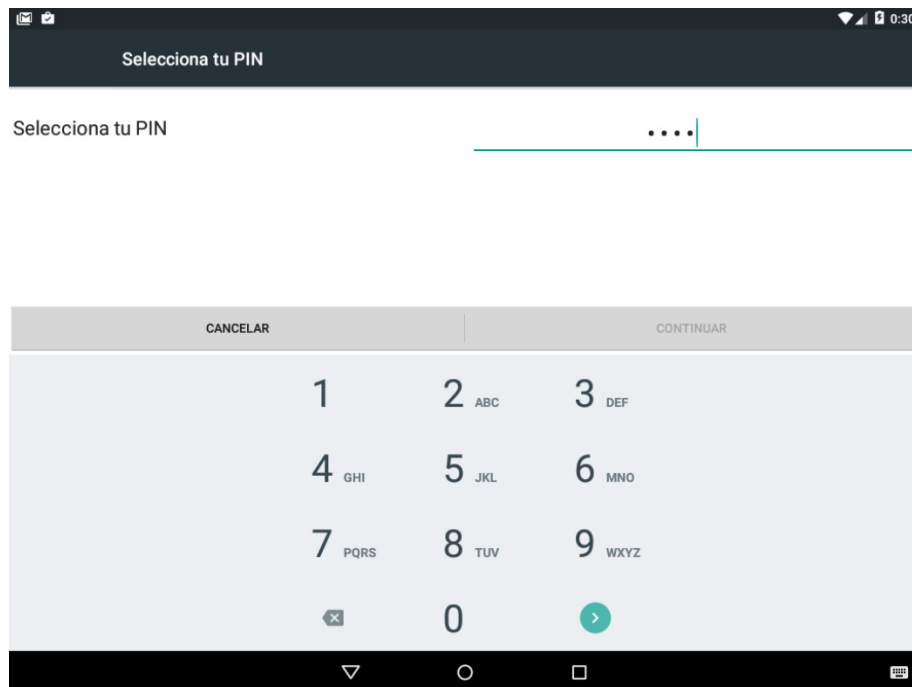 0:30
Selecciona tu PIN
Selecciona tu PIN
••••
CANCELAR CONTINUAR
1 2 ABC 3 DEF
4 GHI 5 JKL 6 MNO
7 PQRS 8 TUV 9 WXYZ
0